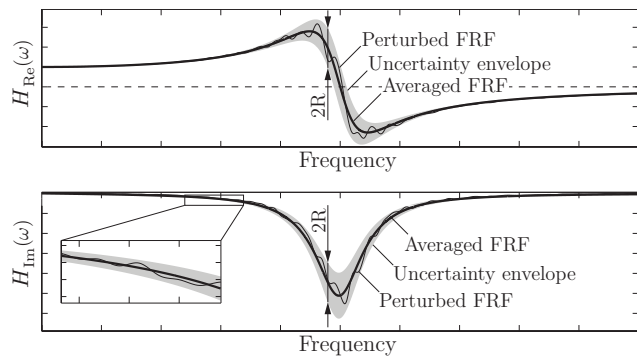 H_Re(ω)
2R
Perturbed FRF
Uncertainty envelope
Averaged FRF
Frequency
H_Im(ω)
2R
Averaged FRF
Uncertainty envelope
Perturbed FRF
Frequency